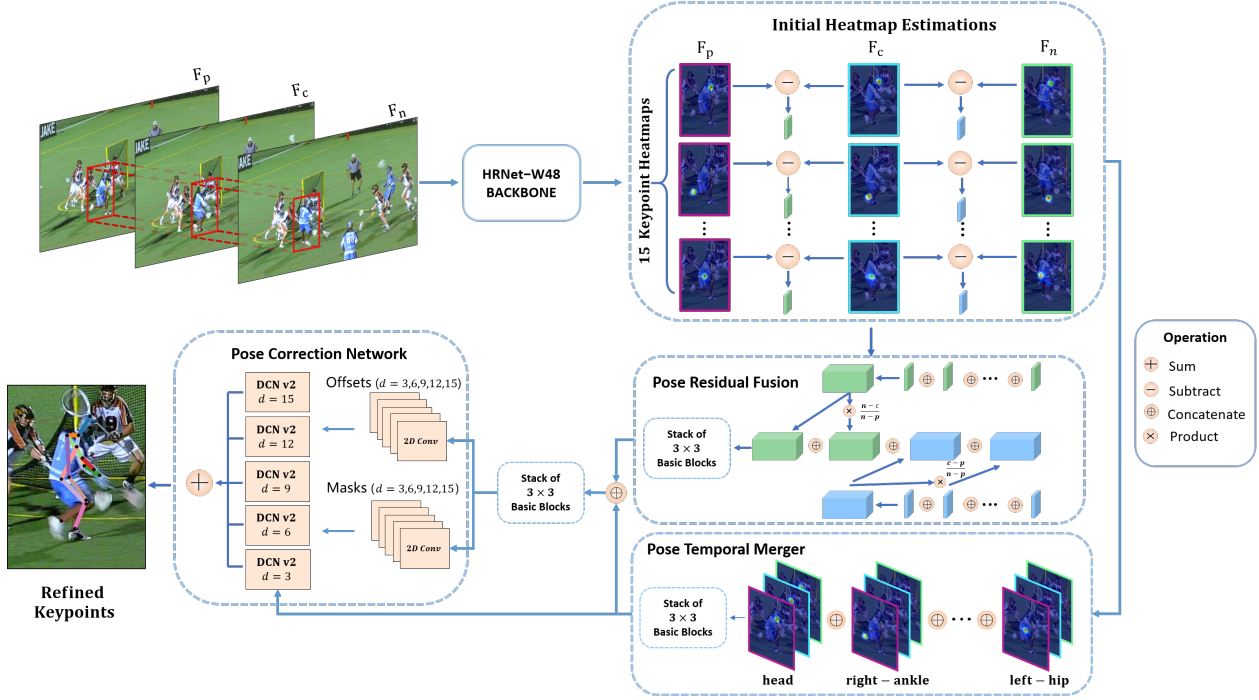 F_p
F_c
F_n
JAKE
AKE
AKE
HRNet–W48
BACKBONE
Initial Heatmap Estimations
F_p
F_c
F_n
15 Keypoint Heatmaps
Operation
Sum
Subtract
Concatenate
Product
Pose Residual Fusion
n − c
n − p
Stack of
3 × 3
Basic Blocks
c − p
n − p
Pose Temporal Merger
Stack of
3 × 3
Basic Blocks
head
right − ankle
left − hip
Stack of
3 × 3
Basic Blocks
Pose Correction Network
DCN v2
d = 15
DCN v2
d = 12
DCN v2
d = 9
DCN v2
d = 6
DCN v2
d = 3
Offsets (d = 3,6,9,12,15)
2D Conv
Masks (d = 3,6,9,12,15)
2D Conv
Refined
Keypoints